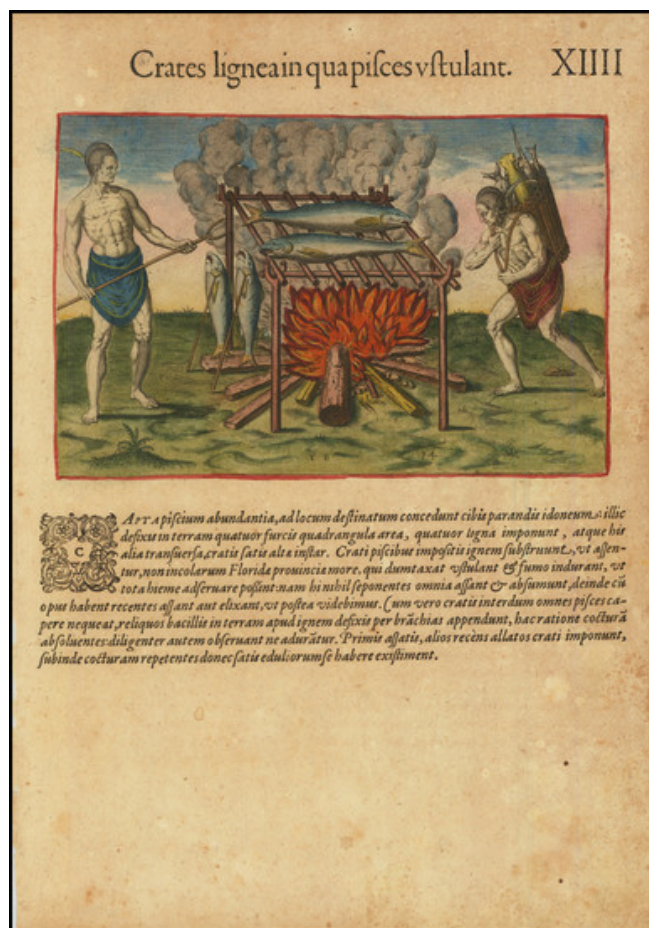 Crates lignea in qua pisces vstulant. XIIII
CAPTA piscium abundantia, ad locum destinatum concedunt cibis parandis idoneum: illic
defixis in terram quatuor furcis quadrangula area, quatuor ligna imponunt, atque his
alia transuersa, cratis satis altæ instar. Crati piscibus impositis ignem substruunt, vt assen-
tur, non incolarum Floridæ prouinciæ more, qui dumtaxat vstulant & fumo indurant, vt
tota hieme adseruare possint: nam hi nihil seponentes omnia assant & absumunt, deinde cũ
opus habent recentes assant aut elixant, vt postea videbimus. Cum vero cratis interdum omnes pisces ca-
pere nequeat, reliquos bacillis in terram apud ignem defixis per brãchias appendunt, hac ratione cocturã
absoluentes: diligenter autem obseruant ne adurãtur. Primis assatis, alios recens allatos crati imponunt,
subinde cocturam repetentes donec satis eduliorum se habere existiment.